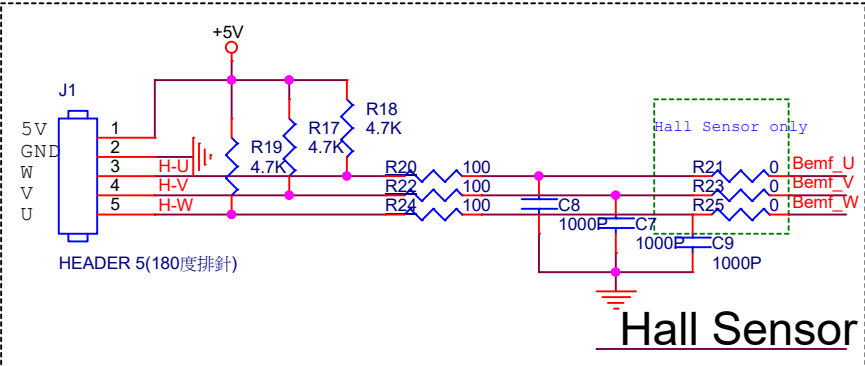 +5V
J1
5V 1
GND 2
W 3 H-U
V 4 H-V
U 5 H-W
HEADER 5(180度排針)
R19
4.7K
R17
4.7K
R18
4.7K
R20 100
R22 100
R24 100
C8
1000P
C7
1000P
C9
1000P
Hall Sensor only
R21 0 Bemf_U
R23 0 Bemf_V
R25 0 Bemf_W
Hall Sensor